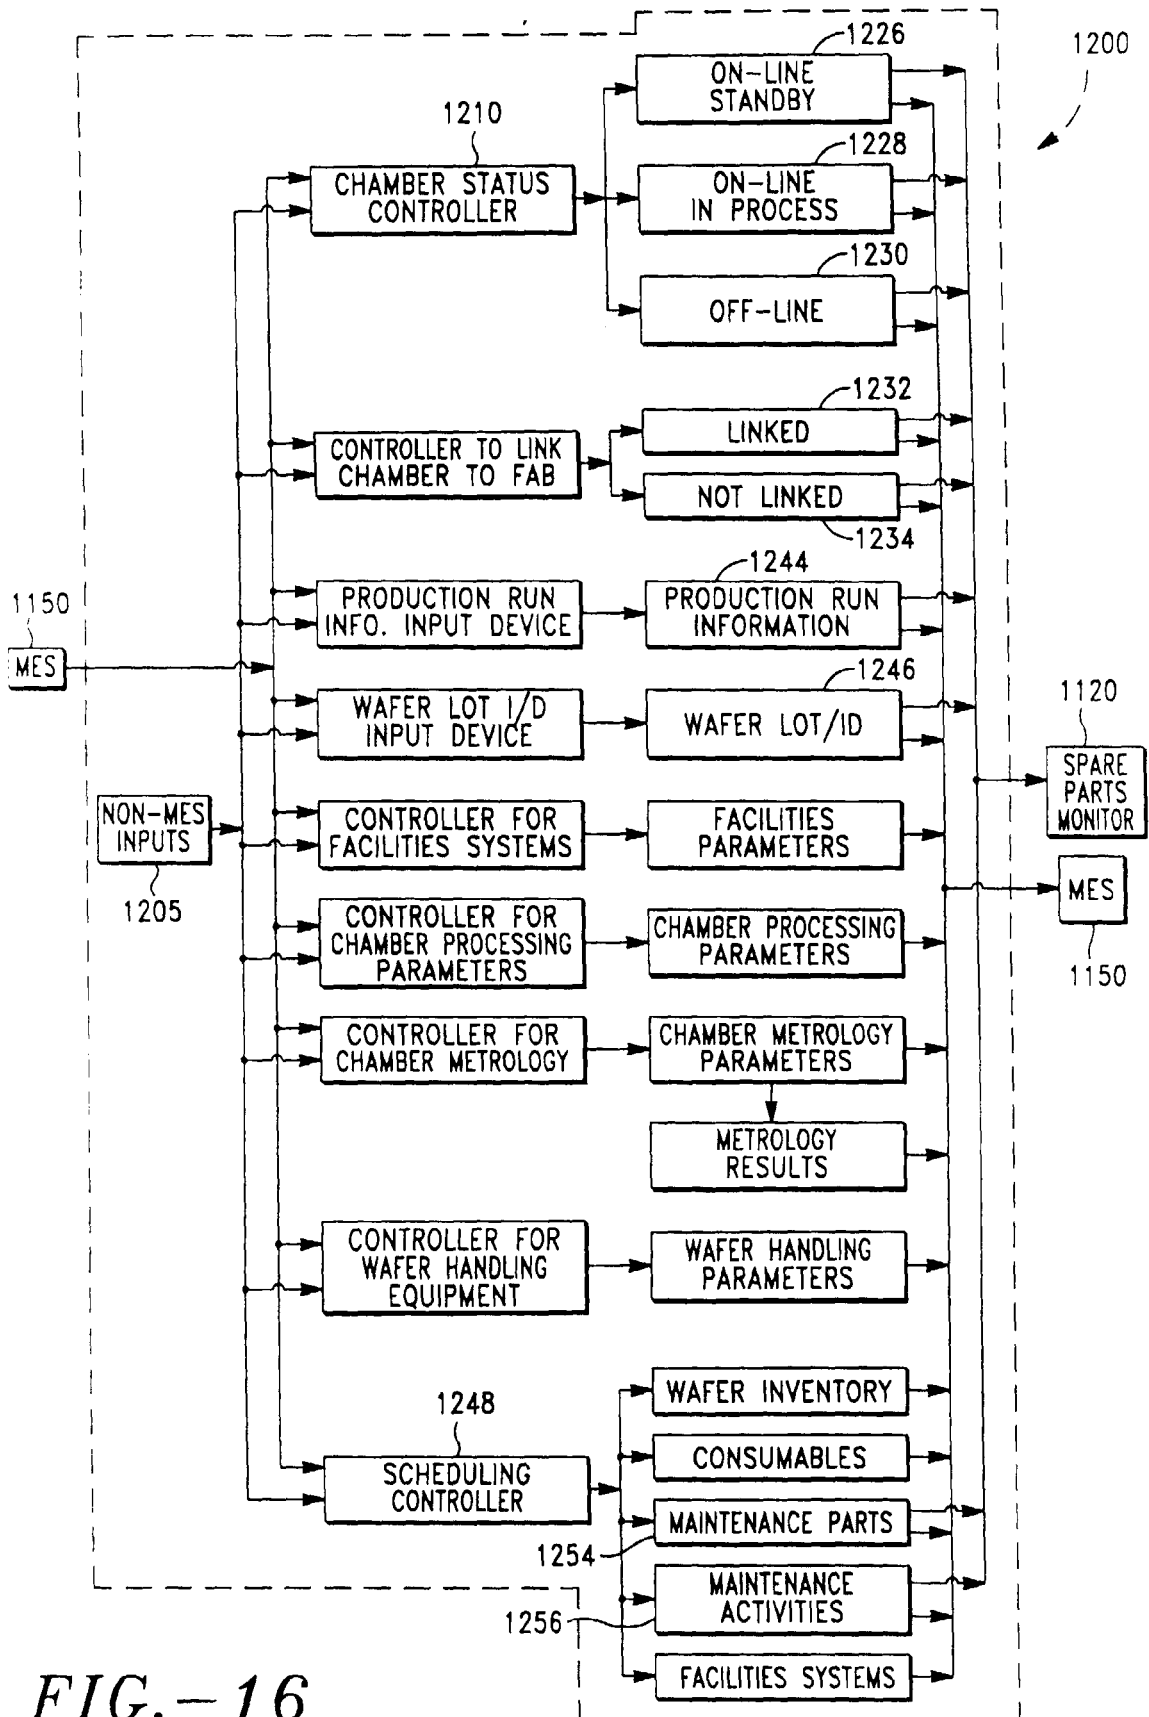 1200
1226
ON-LINE
STANDBY
1210
CHAMBER STATUS
CONTROLLER
1228
ON-LINE
IN PROCESS
1230
OFF-LINE
1232
CONTROLLER TO LINK
CHAMBER TO FAB
LINKED
NOT LINKED
1234
1244
PRODUCTION RUN
INFO. INPUT DEVICE
PRODUCTION RUN
INFORMATION
1150
MES
1246
WAFER LOT I/D
INPUT DEVICE
WAFER LOT/ID
1120
SPARE
PARTS
MONITOR
NON-MES
INPUTS
1205
CONTROLLER FOR
FACILITIES SYSTEMS
FACILITIES
PARAMETERS
MES
1150
CONTROLLER FOR
CHAMBER PROCESSING
PARAMETERS
CHAMBER PROCESSING
PARAMETERS
CONTROLLER FOR
CHAMBER METROLOGY
CHAMBER METROLOGY
PARAMETERS
METROLOGY
RESULTS
CONTROLLER FOR
WAFER HANDLING
EQUIPMENT
WAFER HANDLING
PARAMETERS
1248
SCHEDULING
CONTROLLER
WAFER INVENTORY
CONSUMABLES
MAINTENANCE PARTS
1254
MAINTENANCE
ACTIVITIES
1256
FACILITIES SYSTEMS
FIG.-16